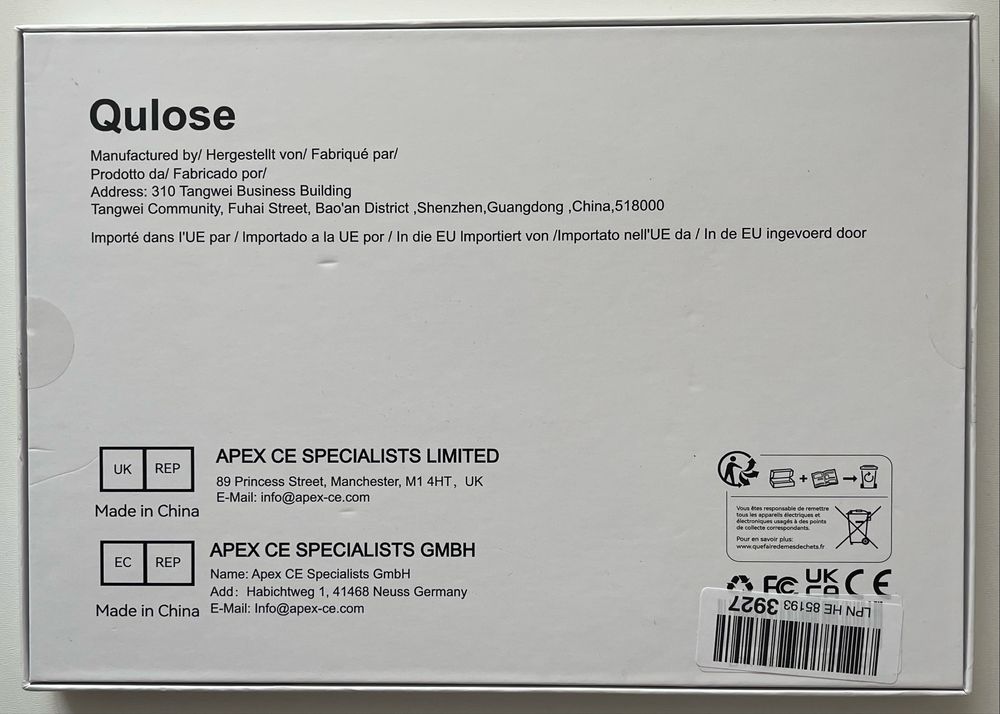 Qulose
Manufactured by/ Hergestellt von/ Fabriqué par/
Prodotto da/ Fabricado por/
Address: 310 Tangwei Business Building
Tangwei Community, Fuhai Street, Bao'an District ,Shenzhen,Guangdong ,China,518000
Importé dans l'UE par / Importado a la UE por / In die EU Importiert von /Importato nell'UE da / In de EU ingevoerd door
UK REP
Made in China
APEX CE SPECIALISTS LIMITED
89 Princess Street, Manchester, M1 4HT, UK
E-Mail: info@apex-ce.com
EC REP
Made in China
APEX CE SPECIALISTS GMBH
Name: Apex CE Specialists GmbH
Add: Habichtweg 1, 41468 Neuss Germany
E-Mail: Info@apex-ce.com
Vous êtes responsable de remettre
tous les appareils électriques et
électroniques usagés à des points
de collecte correspondants.
Pour en savoir plus:
www.quefairedemesdechets.fr
FC UK CA CE
LPN HE 85193 3927